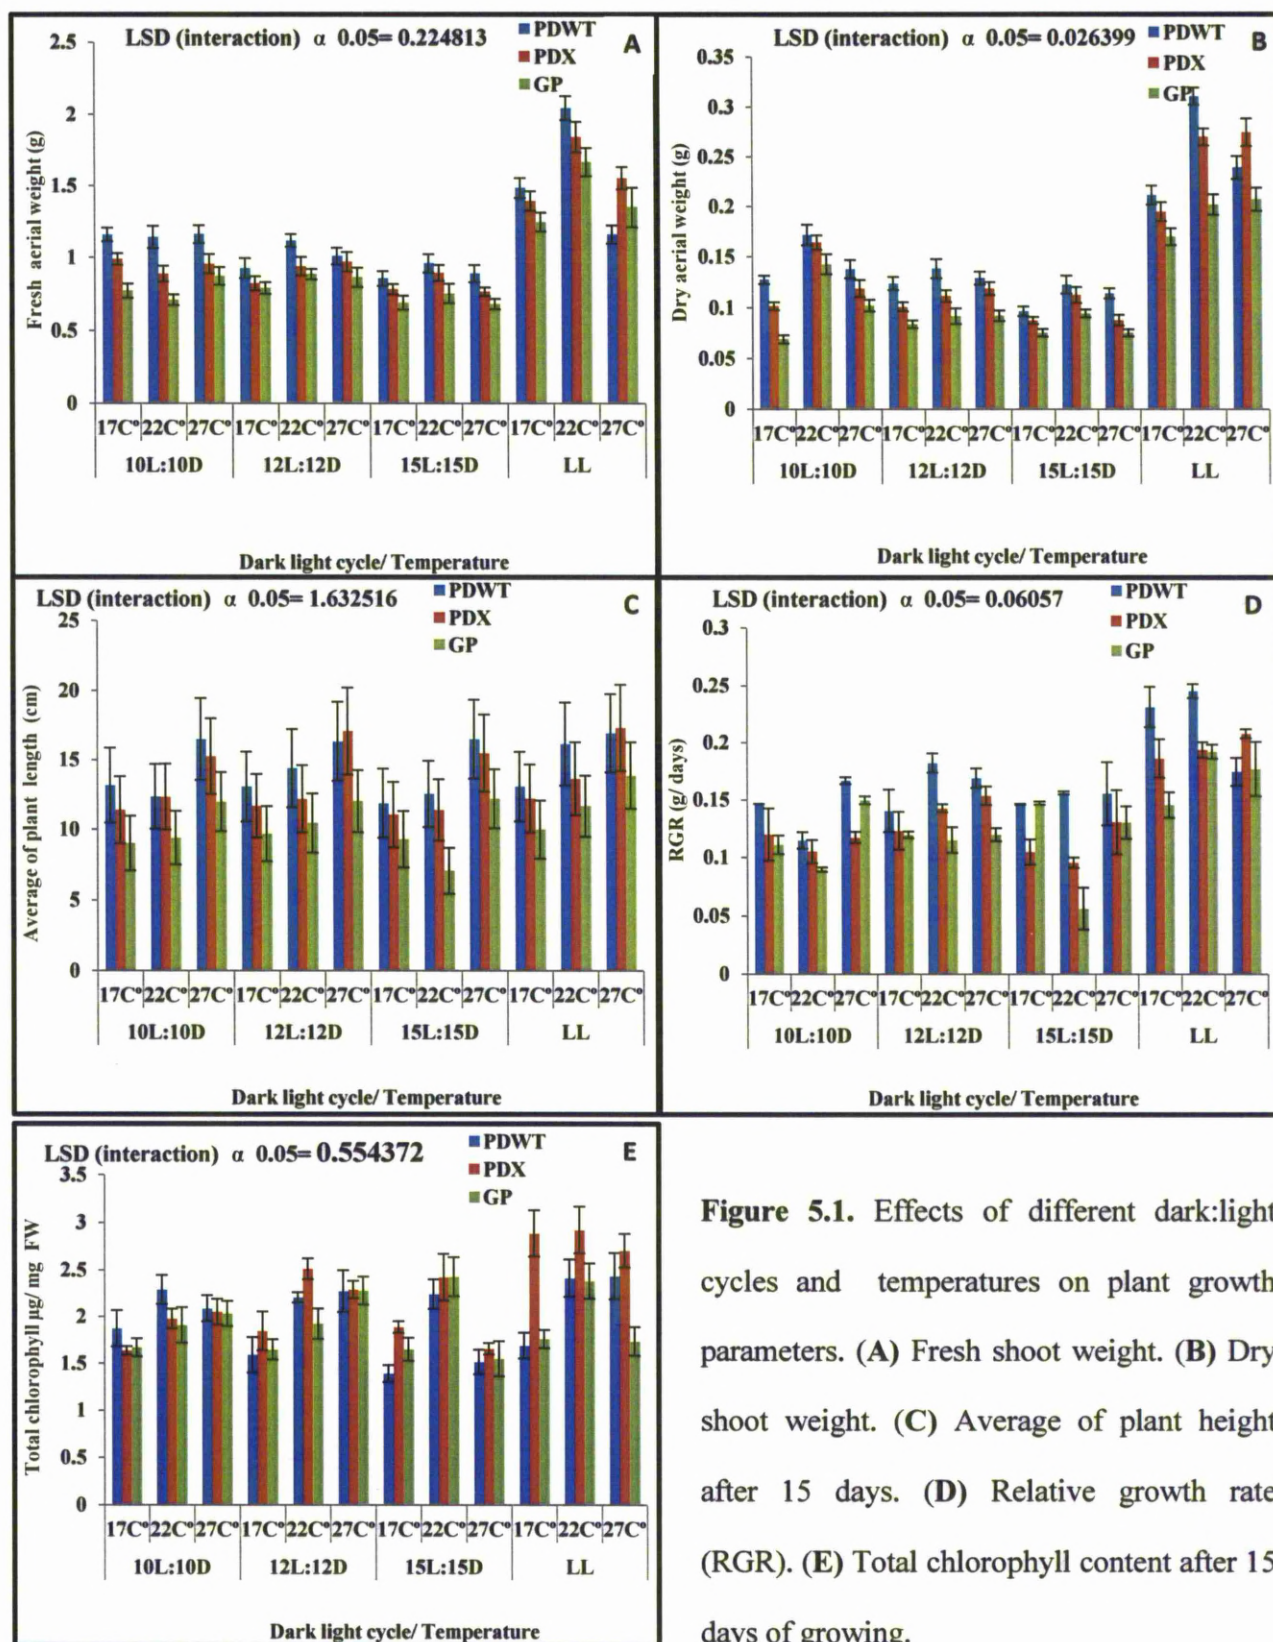 LSD (interaction) α 0.05= 0.224813
PDWT
PDX
GP
A
Fresh aerial weight (g)
2.5
2
1.5
1
0.5
0
17C° 22C° 27C° 17C° 22C° 27C° 17C° 22C° 27C° 17C° 22C° 27C°
10L:10D 12L:12D 15L:15D LL
Dark light cycle/ Temperature
LSD (interaction) α 0.05= 0.026399
PDWT
PDX
GP
B
Dry aerial weight (g)
0.35
0.3
0.25
0.2
0.15
0.1
0.05
0
17C° 22C° 27C° 17C° 22C° 27C° 17C° 22C° 27C° 17C° 22C° 27C°
10L:10D 12L:12D 15L:15D LL
Dark light cycle/ Temperature
LSD (interaction) α 0.05= 1.632516
PDWT
PDX
GP
C
Average of plant length (cm)
25
20
15
10
5
0
17C° 22C° 27C° 17C° 22C° 27C° 17C° 22C° 27C° 17C° 22C° 27C°
10L:10D 12L:12D 15L:15D LL
Dark light cycle/ Temperature
LSD (interaction) α 0.05= 0.06057
PDWT
PDX
GP
D
RGR (g/ days)
0.3
0.25
0.2
0.15
0.1
0.05
0
17C° 22C° 27C° 17C° 22C° 27C° 17C° 22C° 27C° 17C° 22C° 27C°
10L:10D 12L:12D 15L:15D LL
Dark light cycle/ Temperature
LSD (interaction) α 0.05= 0.554372
PDWT
PDX
GP
E
Total chlorophyll µg/ mg FW
3.5
3
2.5
2
1.5
1
0.5
0
17C° 22C° 27C° 17C° 22C° 27C° 17C° 22C° 27C° 17C° 22C° 27C°
10L:10D 12L:12D 15L:15D LL
Dark light cycle/ Temperature
Figure 5.1. Effects of different dark:light
cycles and temperatures on plant growth
parameters. (A) Fresh shoot weight. (B) Dry
shoot weight. (C) Average of plant height
after 15 days. (D) Relative growth rate
(RGR). (E) Total chlorophyll content after 15
days of growing.